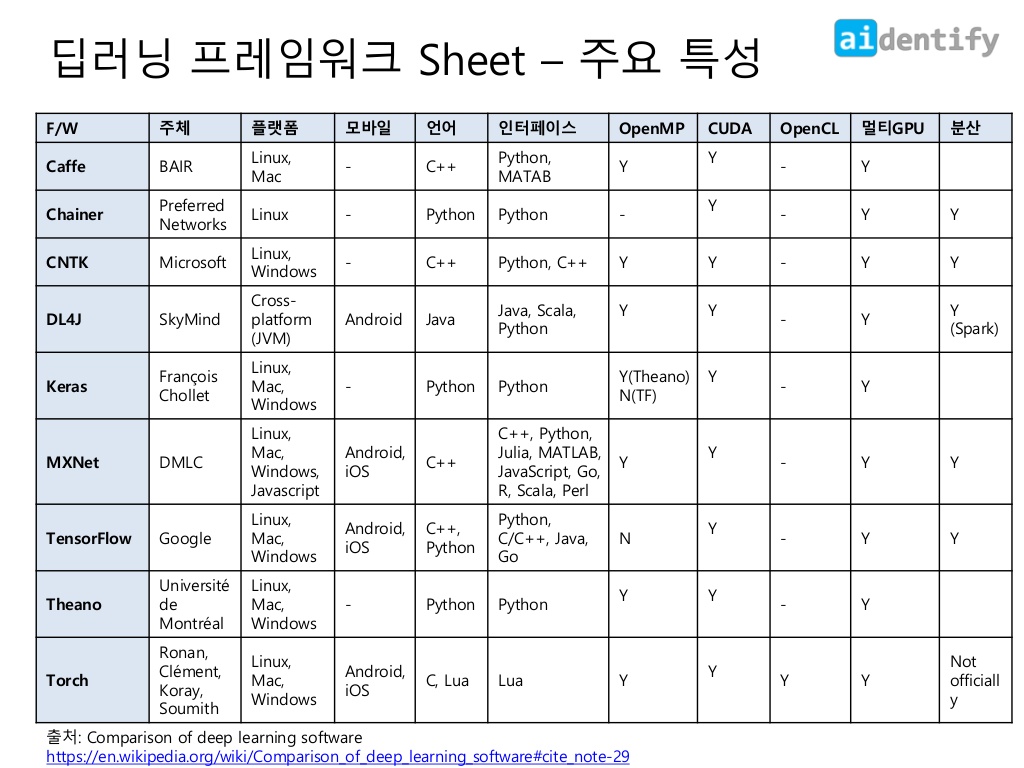 딥러닝 프레임워크 Sheet – 주요 특성
aidentify
F/W 주체 플랫폼 모바일 언어 인터페이스 OpenMP CUDA OpenCL 멀티GPU 분산
Caffe BAIR Linux, Mac - C++ Python, MATAB Y Y - Y
Chainer Preferred Networks Linux - Python Python - Y - Y Y
CNTK Microsoft Linux, Windows - C++ Python, C++ Y Y - Y Y
DL4J SkyMind Cross-platform (JVM) Android Java Java, Scala, Python Y Y - Y Y (Spark)
Keras François Chollet Linux, Mac, Windows - Python Python Y(Theano) N(TF) Y - Y
MXNet DMLC Linux, Mac, Windows, Javascript Android, iOS C++ C++, Python, Julia, MATLAB, JavaScript, Go, R, Scala, Perl Y Y - Y Y
TensorFlow Google Linux, Mac, Windows Android, iOS C++, Python Python, C/C++, Java, Go N Y - Y Y
Theano Université de Montréal Linux, Mac, Windows - Python Python Y Y - Y
Torch Ronan, Clément, Koray, Soumith Linux, Mac, Windows Android, iOS C, Lua Lua Y Y Y Y Not officially
출처: Comparison of deep learning software
https://en.wikipedia.org/wiki/Comparison_of_deep_learning_software#cite_note-29